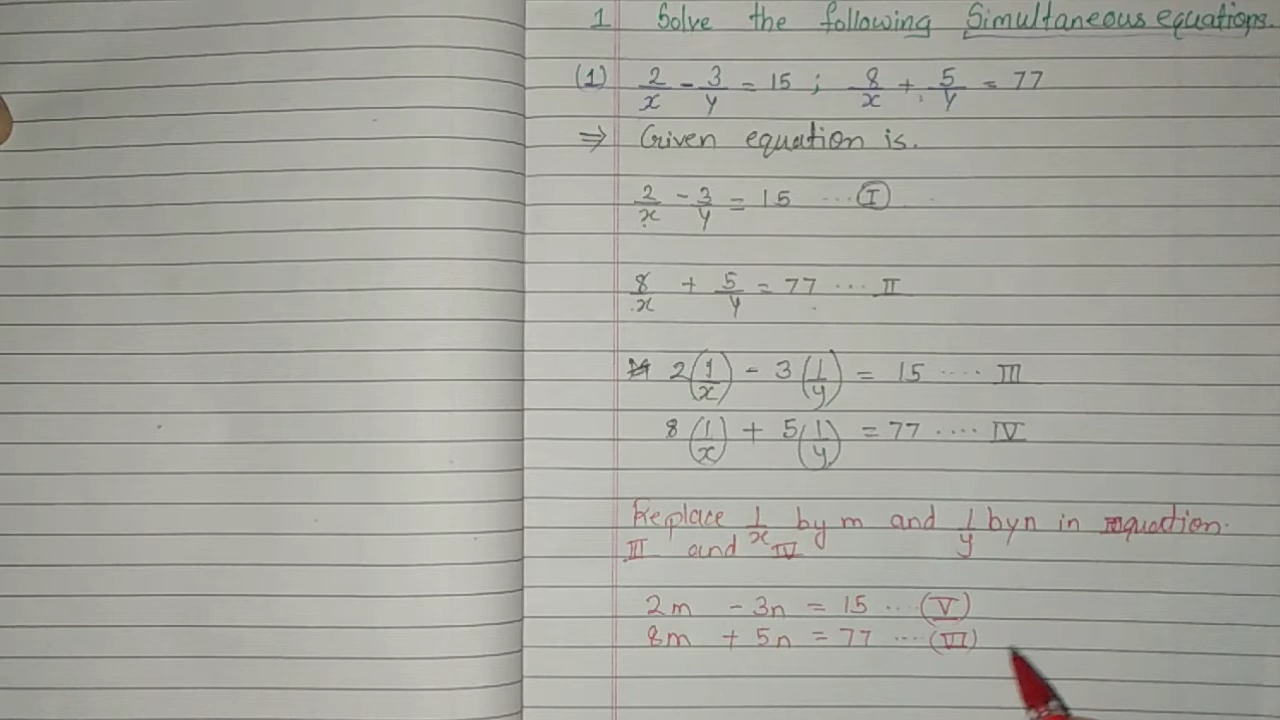 1 Solve the following Simultaneous equations.
(1) 2/x - 3/y = 15 ; 8/x + 5/y = 77
⇒ Given equation is.
2/x - 3/y = 15 ... (I)
8/x + 5/y = 77 ... II
2(1/x) - 3(1/y) = 15 .... III
8(1/x) + 5(1/y) = 77 .... IV
Replace 1/x by m and 1/y by n in equation.
III and IV
2m - 3n = 15 ... (V)
8m + 5n = 77 .... (VI)